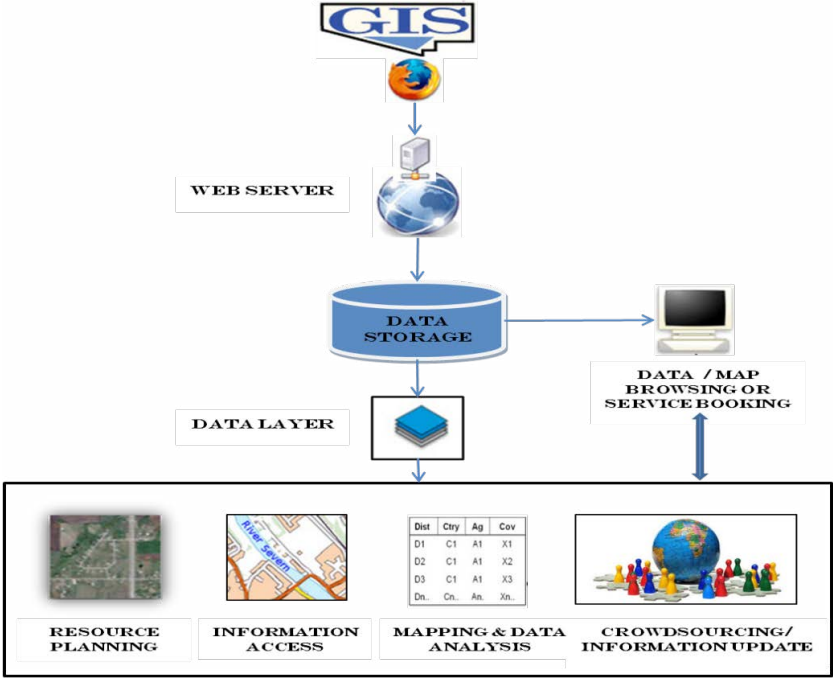 GIS
WEB SERVER
DATA
STORAGE
DATA / MAP
BROWSING OR
SERVICE BOOKING
DATA LAYER
River Severn
Dist Ctry Ag Cov
D1 C1 A1 X1
D2 C1 A1 X2
D3 C1 A1 X3
Dn.. Cn.. An. Xn..
RESOURCE
PLANNING
INFORMATION
ACCESS
MAPPING & DATA
ANALYSIS
CROWDSOURCING/
INFORMATION UPDATE